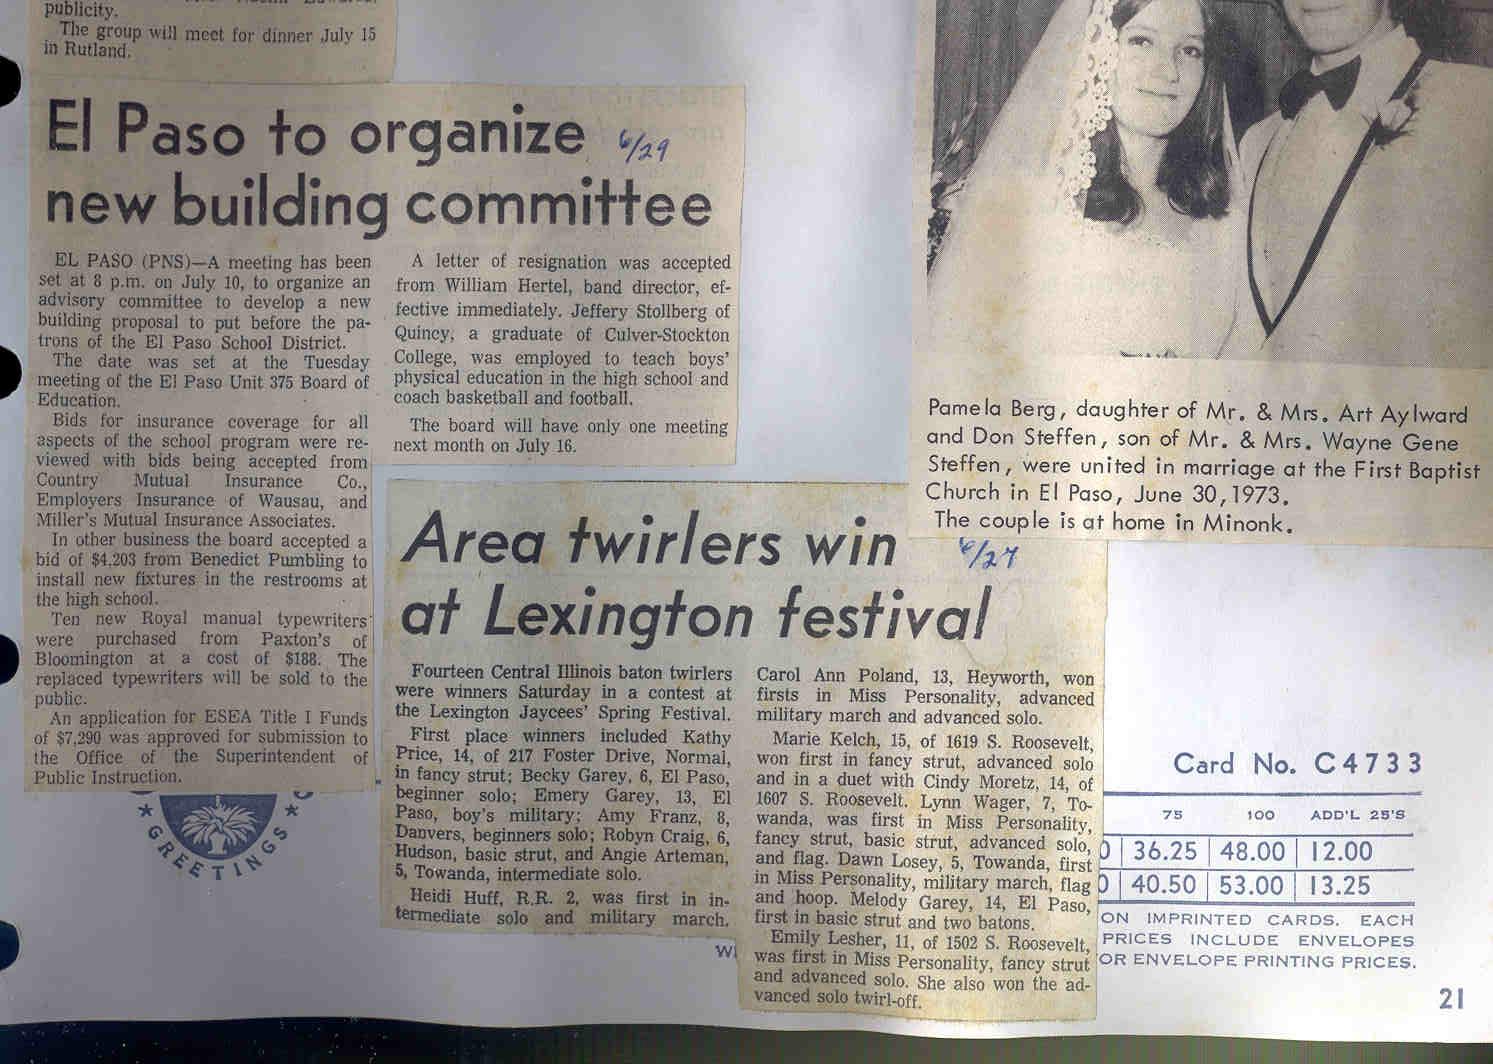 publicity.
The group will meet for dinner July 15
in Rutland.
El Paso to organize
new building committee
6/29
EL PASO (PNS)—A meeting has been
set at 8 p.m. on July 10, to organize an
advisory committee to develop a new
building proposal to put before the pa-
trons of the El Paso School District.
The date was set at the Tuesday
meeting of the El Paso Unit 375 Board of
Education.
Bids for insurance coverage for all
aspects of the school program were re-
viewed with bids being accepted from
Country Mutual Insurance Co.,
Employers Insurance of Wausau, and
Miller's Mutual Insurance Associates.
In other business the board accepted a
bid of $4,203 from Benedict Pumbling to
install new fixtures in the restrooms at
the high school.
Ten new Royal manual typewriters
were purchased from Paxton's of
Bloomington at a cost of $188. The
replaced typewriters will be sold to the
public.
An application for ESEA Title I Funds
of $7,290 was approved for submission to
the Office of the Superintendent of
Public Instruction.
A letter of resignation was accepted
from William Hertel, band director, ef-
fective immediately. Jeffery Stollberg of
Quincy, a graduate of Culver-Stockton
College, was employed to teach boys'
physical education in the high school and
coach basketball and football.
The board will have only one meeting
next month on July 16.
Pamela Berg, daughter of Mr. & Mrs. Art Aylward
and Don Steffen, son of Mr. & Mrs. Wayne Gene
Steffen, were united in marriage at the First Baptist
Church in El Paso, June 30, 1973.
The couple is at home in Minonk.
Area twirlers win
at Lexington festival
6/27
Fourteen Central Illinois baton twirlers
were winners Saturday in a contest at
the Lexington Jaycees' Spring Festival.
First place winners included Kathy
Price, 14, of 217 Foster Drive, Normal,
in fancy strut; Becky Garey, 6, El Paso,
beginner solo; Emery Garey, 13, El
Paso, boy's military; Amy Franz, 8,
Danvers, beginners solo; Robyn Craig, 6,
Hudson, basic strut, and Angie Arteman,
5, Towanda, intermediate solo.
Heidi Huff, R.R. 2, was first in in-
termediate solo and military march.
Carol Ann Poland, 13, Heyworth, won
firsts in Miss Personality, advanced
military march and advanced solo.
Marie Kelch, 15, of 1619 S. Roosevelt,
won first in fancy strut, advanced solo
and in a duet with Cindy Moretz, 14, of
1607 S. Roosevelt. Lynn Wager, 7, To-
wanda, was first in Miss Personality,
fancy strut, basic strut, advanced solo,
and flag. Dawn Losey, 5, Towanda, first
in Miss Personality, military march, flag
and hoop. Melody Garey, 14, El Paso,
first in basic strut and two batons.
Emily Lesher, 11, of 1502 S. Roosevelt,
was first in Miss Personality, fancy strut
and advanced solo. She also won the ad-
vanced solo twirl-off.
GREETINGS
Card No. C4733
75 100 ADD'L 25'S
0 36.25 48.00 12.00
0 40.50 53.00 13.25
ON IMPRINTED CARDS. EACH
PRICES INCLUDE ENVELOPES
OR ENVELOPE PRINTING PRICES.
21